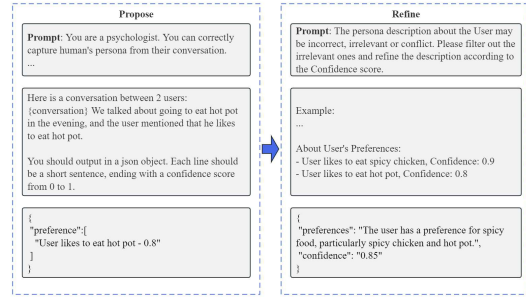 Propose
Prompt: You are a psychologist. You can correctly
capture human's persona from their conversation.
...
Here is a conversation between 2 users:
{conversation} We talked about going to eat hot pot
in the evening, and the user mentioned that he likes
to eat hot pot.
You should output in a json object. Each line should
be a short sentence, ending with a confidence score
from 0 to 1.
{
"preference":[
"User likes to eat hot pot - 0.8"
]
}
Refine
Prompt: The persona description about the User may
be incorrect, irrelevant or conflict. Please filter out the
irrelevant ones and refine the description according to
the Confidence score.
Example:
...
About User's Preferences:
- User likes to eat spicy chicken, Confidence: 0.9
- User likes to eat hot pot, Confidence: 0.8
{
"preferences": "The user has a preference for spicy
food, particularly spicy chicken and hot pot.",
"confidence": "0.85"
}